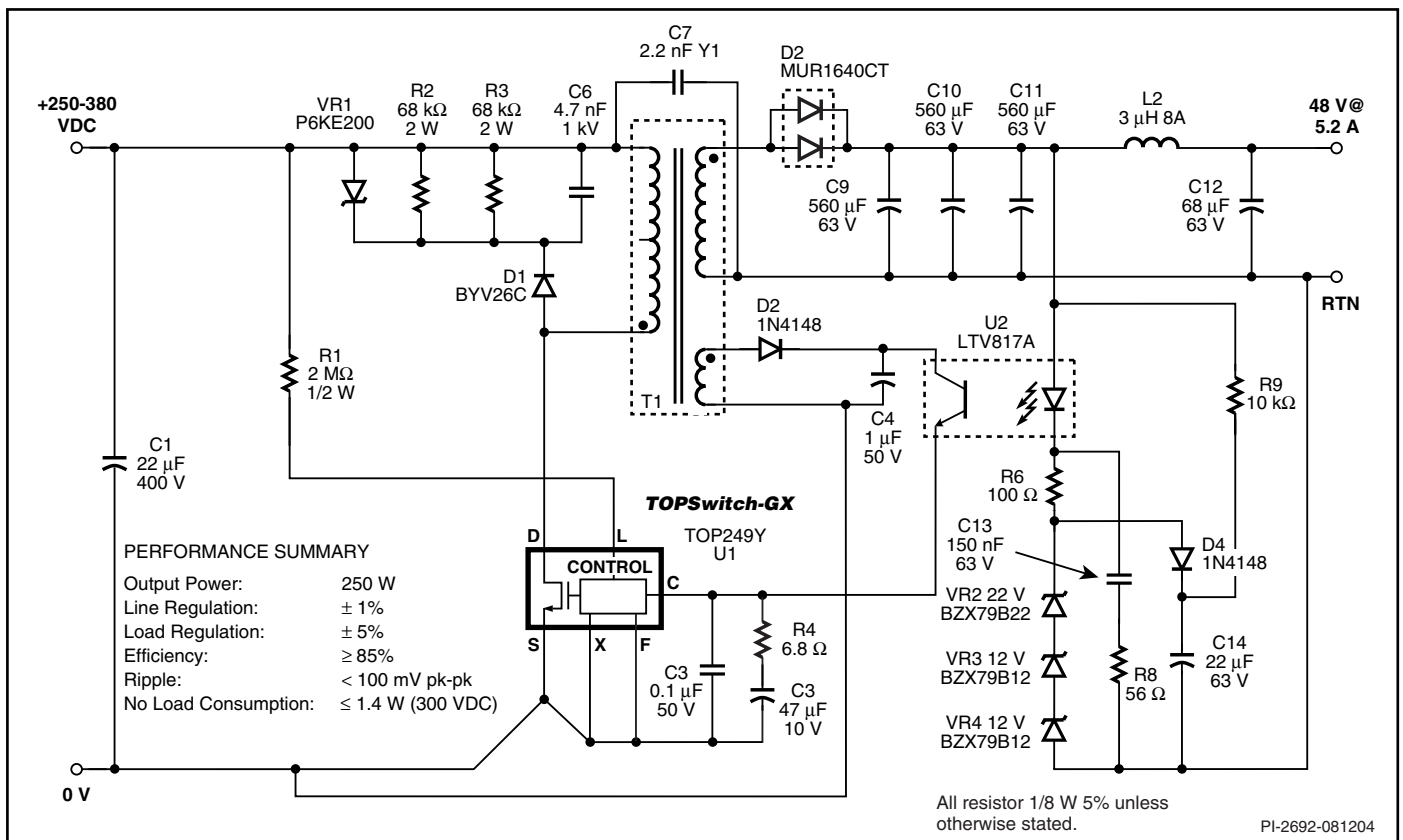 C7
2.2 nF Y1
D2
MUR1640CT
+250-380
VDC
VR1
P6KE200
R2
68 kΩ
2 W
R3
68 kΩ
2 W
C6
4.7 nF
1 kV
C10
560 µF
63 V
C11
560 µF
63 V
L2
3 µH 8A
48 V@
5.2 A
C9
560 µF
63 V
C12
68 µF
63 V
D1
BYV26C
RTN
D2
1N4148
U2
LTV817A
R1
2 MΩ
1/2 W
T1
C4
1 µF
50 V
R9
10 kΩ
C1
22 µF
400 V
R6
100 Ω
TOPSwitch-GX
TOP249Y
U1
D
L
CONTROL
C
S
X
F
C13
150 nF
63 V
D4
1N4148
VR2 22 V
BZX79B22
R4
6.8 Ω
C3
0.1 µF
50 V
C3
47 µF
10 V
VR3 12 V
BZX79B12
R8
56 Ω
C14
22 µF
63 V
VR4 12 V
BZX79B12
PERFORMANCE SUMMARY
Output Power: 250 W
Line Regulation: ± 1%
Load Regulation: ± 5%
Efficiency: ≥ 85%
Ripple: < 100 mV pk-pk
No Load Consumption: ≤ 1.4 W (300 VDC)
0 V
All resistor 1/8 W 5% unless
otherwise stated.
PI-2692-081204